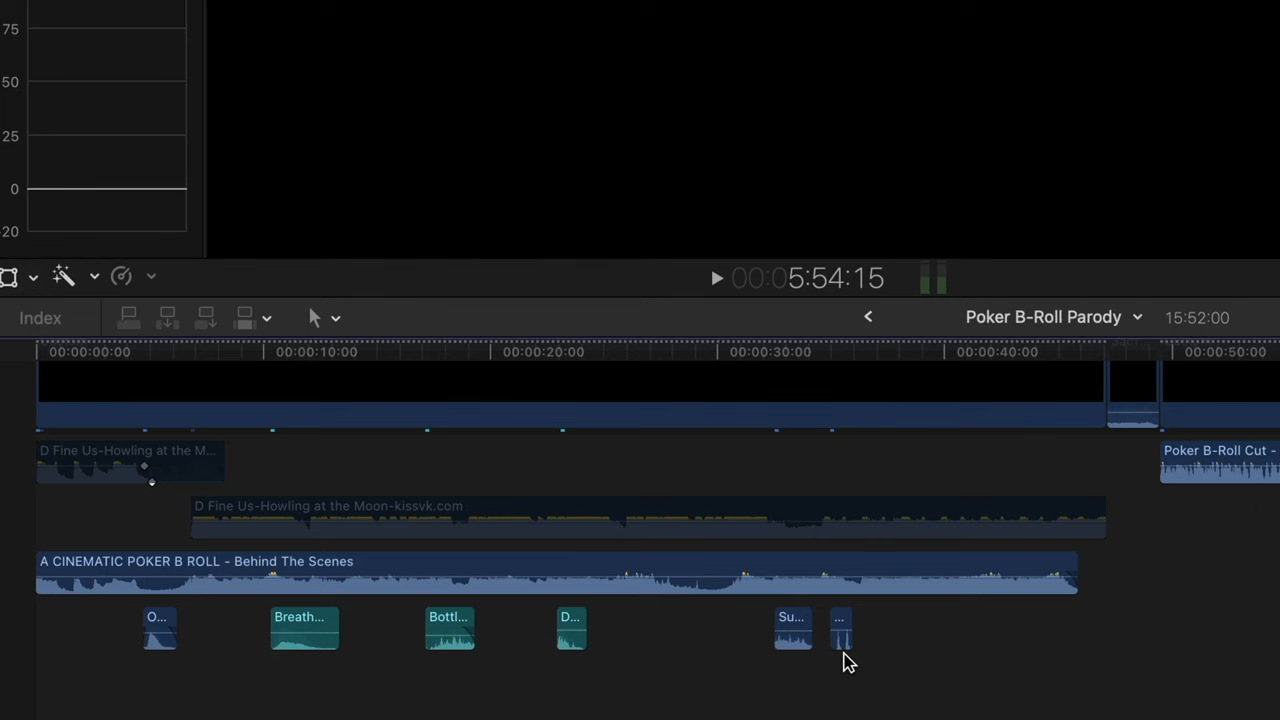 75
50
25
0
-20
00:05:54:15
Index
Poker B-Roll Parody
15:52:00
00:00:00:00
00:00:10:00
00:00:20:00
00:00:30:00
00:00:40:00
00:00:50:00
D Fine Us-Howling at the M...
Poker B-Roll Cut -
D Fine Us-Howling at the Moon-kissvk.com
A CINEMATIC POKER B ROLL - Behind The Scenes
O...
Breath...
Bottl...
D...
Su...
...